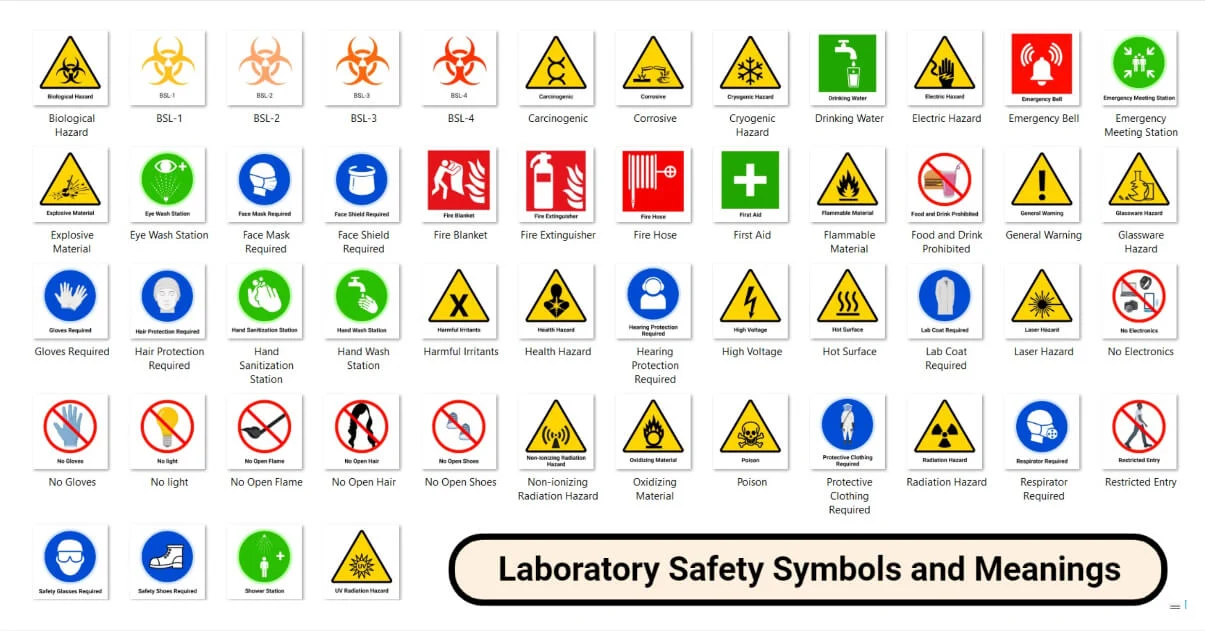 Biological Hazard
BSL-1
BSL-2
BSL-3
BSL-4
Carcinogenic
Corrosive
Cryogenic Hazard
Drinking Water
Electric Hazard
Emergency Bell
Emergency Meeting Station
Biological
Hazard
BSL-1
BSL-2
BSL-3
BSL-4
Carcinogenic
Corrosive
Cryogenic
Hazard
Drinking Water
Electric Hazard
Emergency Bell
Emergency
Meeting Station
Explosive Material
Eye Wash Station
Face Mask Required
Face Shield Required
Fire Blanket
Fire Extinguisher
Fire Hose
First Aid
Flammable Material
Food and Drink Prohibited
General Warning
Glassware Hazard
Explosive
Material
Eye Wash Station
Face Mask
Required
Face Shield
Required
Fire Blanket
Fire Extinguisher
Fire Hose
First Aid
Flammable
Material
Food and Drink
Prohibited
General Warning
Glassware
Hazard
Gloves Required
Hair Protection Required
Hand Sanitization Station
Hand Wash Station
Harmful Irritants
Health Hazard
Hearing Protection
Required
High Voltage
Hot Surface
Lab Coat Required
Laser Hazard
No Electronics
Gloves Required
Hair Protection
Required
Hand
Sanitization
Station
Hand Wash
Station
Harmful Irritants
Health Hazard
Hearing
Protection
Required
High Voltage
Hot Surface
Lab Coat
Required
Laser Hazard
No Electronics
No Gloves
No light
No Open Flame
No Open Hair
No Open Shoes
Non-ionizing Radiation
Hazard
Oxidizing Material
Poison
Protective Clothing
Required
Radiation Hazard
Respirator Required
Restricted Entry
No Gloves
No light
No Open Flame
No Open Hair
No Open Shoes
Non-ionizing
Radiation Hazard
Oxidizing
Material
Poison
Protective
Clothing
Required
Radiation Hazard
Respirator
Required
Restricted Entry
UV
Safety Glasses Required
Safety Shoes Required
Shower Station
UV Radiation Hazard
Laboratory Safety Symbols and Meanings